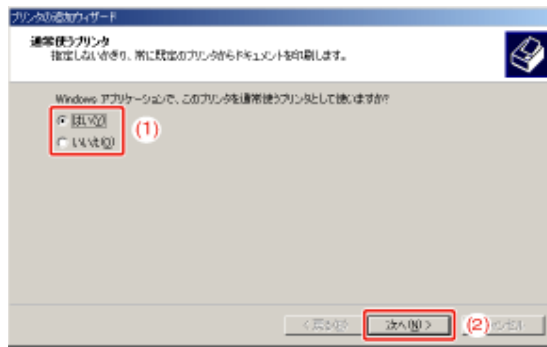 プリンタの追加ウィザード
通常使うプリンタ
指定しないかぎり、常に既定のプリンタからドキュメントを印刷します。
Windows アプリケーションで、このプリンタを通常使うプリンタとして使いますか?
はい(Y)
(1)
いいえ(O)
< 戻る(B)
次へ(N) >
(2)